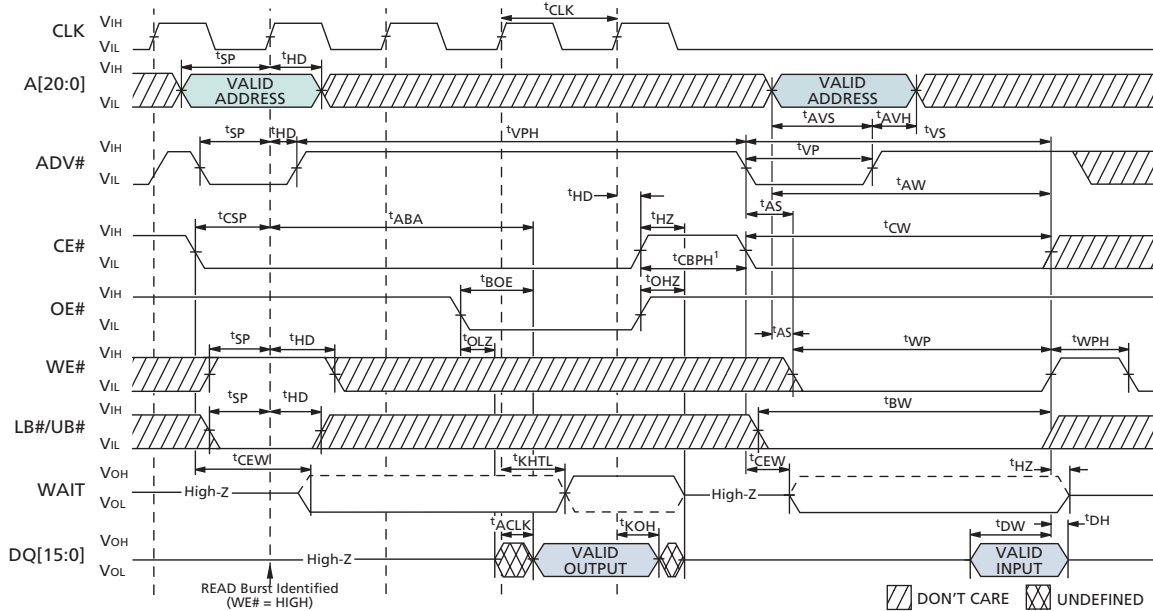 CLK VIH tCLK
VIL
A[20:0] VIH tSP tHD
VALID ADDRESS VALID ADDRESS
VIL
tAVS tAVH
ADV# VIH tSP tHD tVPH tVS
tVP
VIL
tHD tAS tAW
CE# VIH tCSP tABA tHZ tCW
tCBPH1
VIL
OE# VIH tBOE tOHZ
VIL
tOLZ tAS
WE# VIH tSP tHD tWP tWPH
VIL
LB#/UB# VIH tSP tHD tBW
VIL
tCEW tKHTL tCEW tHZ
WAIT VOH
High-Z High-Z
VOL
tACLK tKOH tDW tDH
DQ[15:0] VOH
High-Z VALID OUTPUT VALID INPUT
VOL
READ Burst Identified
(WE# = HIGH)
DON'T CARE UNDEFINED